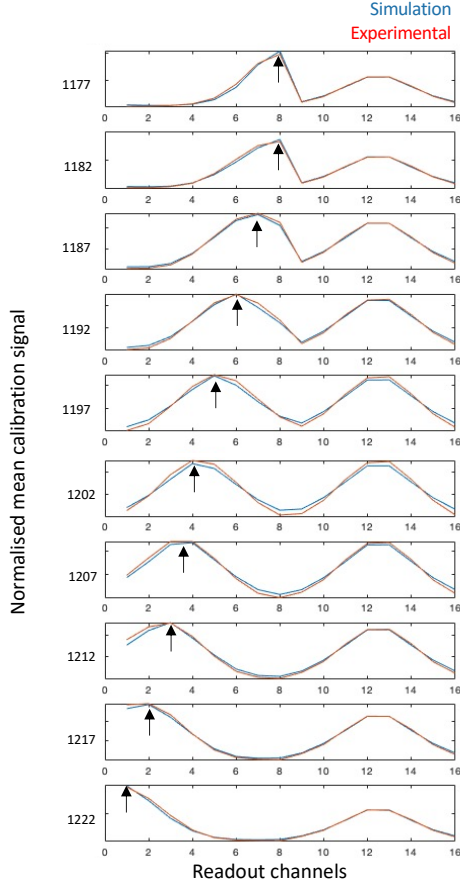 Simulation
Experimental
Normalised mean calibration signal
1177
0 2 4 6 8 10 12 14 16
1182
0 2 4 6 8 10 12 14 16
1187
0 2 4 6 8 10 12 14 16
1192
0 2 4 6 8 10 12 14 16
1197
0 2 4 6 8 10 12 14 16
1202
0 2 4 6 8 10 12 14 16
1207
0 2 4 6 8 10 12 14 16
1212
0 2 4 6 8 10 12 14 16
1217
0 2 4 6 8 10 12 14 16
1222
0 2 4 6 8 10 12 14 16
Readout channels